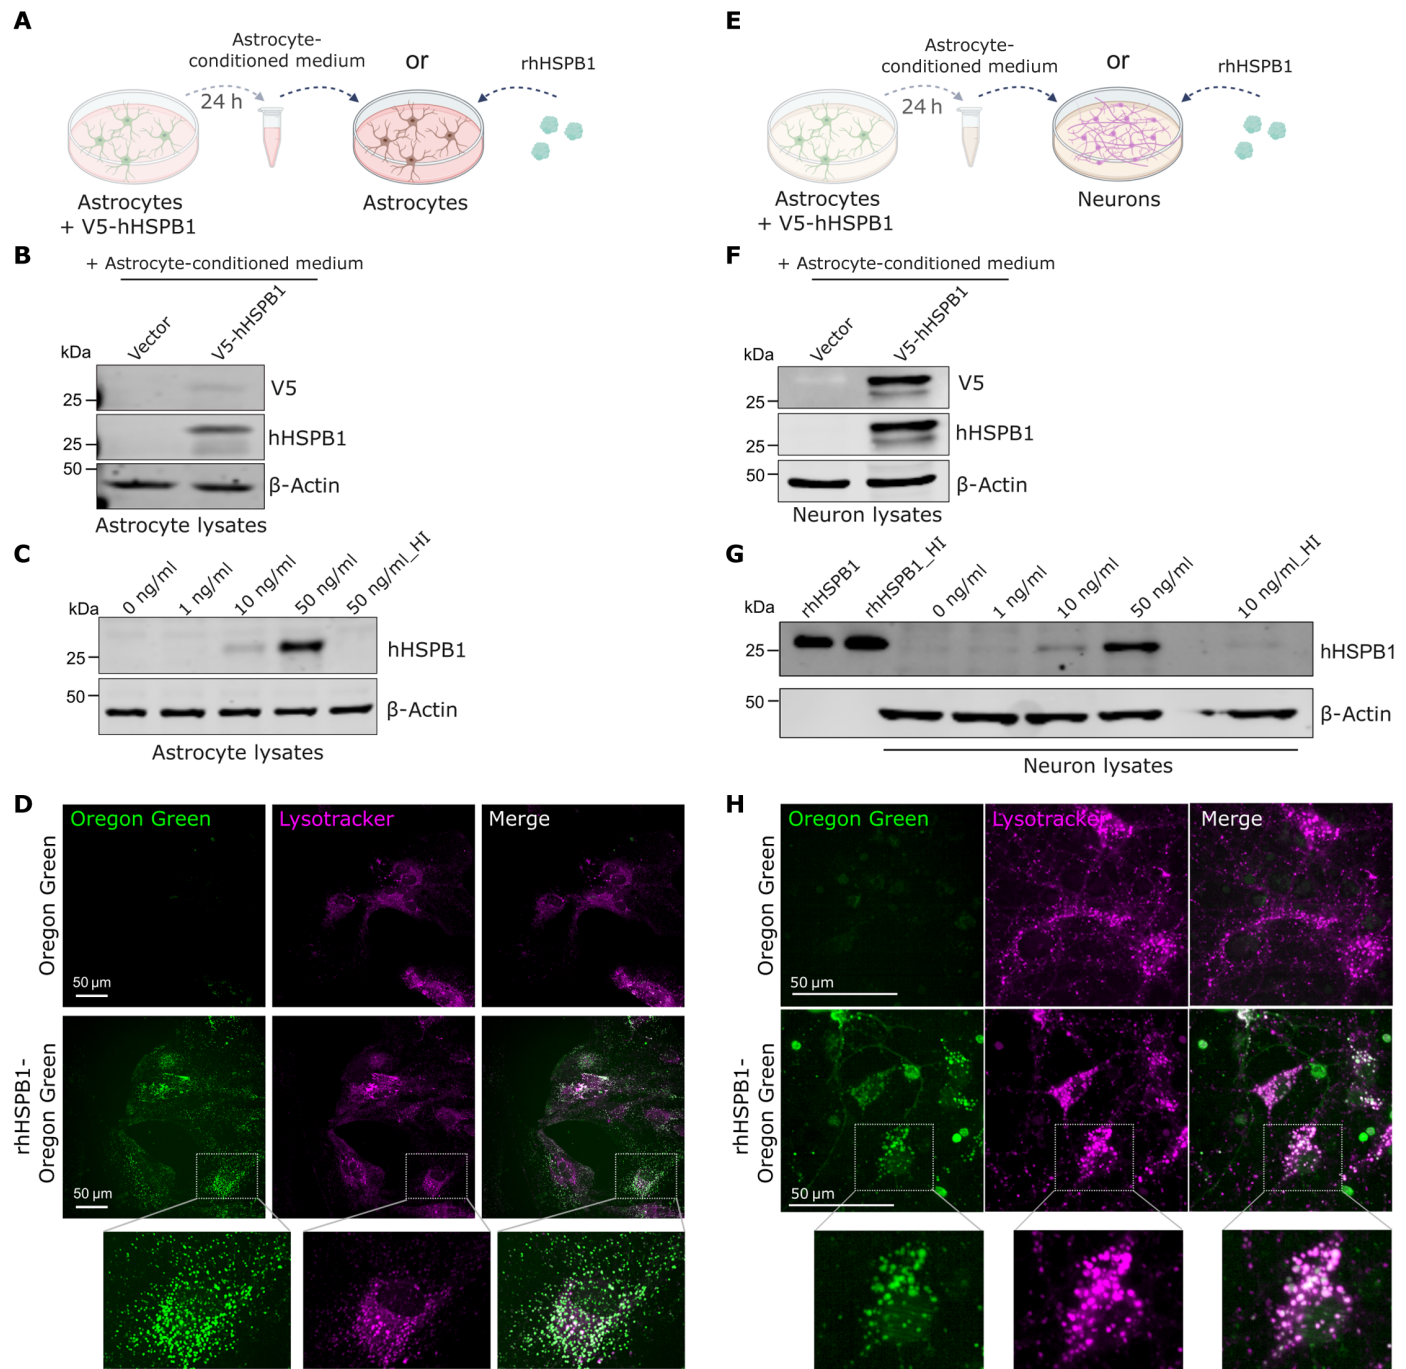 A
Astrocyte-
conditioned medium
or
rhHSPB1
24 h
Astrocytes
+ V5-hHSPB1
Astrocytes
B
+ Astrocyte-conditioned medium
Vector
V5-hHSPB1
kDa
V5
25
hHSPB1
25
50
β-Actin
Astrocyte lysates
C
0 ng/ml
1 ng/ml
10 ng/ml
50 ng/ml
50 ng/ml_HI
kDa
hHSPB1
25
50
β-Actin
Astrocyte lysates
D
Oregon Green
Lysotracker
Merge
Oregon Green
50 µm
rhHSPB1-
Oregon Green
50 µm
E
Astrocyte-
conditioned medium
or
rhHSPB1
24 h
Astrocytes
+ V5-hHSPB1
Neurons
F
+ Astrocyte-conditioned medium
Vector
V5-hHSPB1
kDa
V5
25
hHSPB1
25
50
β-Actin
Neuron lysates
G
rhHSPB1
rhHSPB1_HI
0 ng/ml
1 ng/ml
10 ng/ml
50 ng/ml
10 ng/ml_HI
kDa
25
hHSPB1
50
β-Actin
Neuron lysates
H
Oregon Green
Lysotracker
Merge
Oregon Green
50 µm
rhHSPB1-
Oregon Green
50 µm